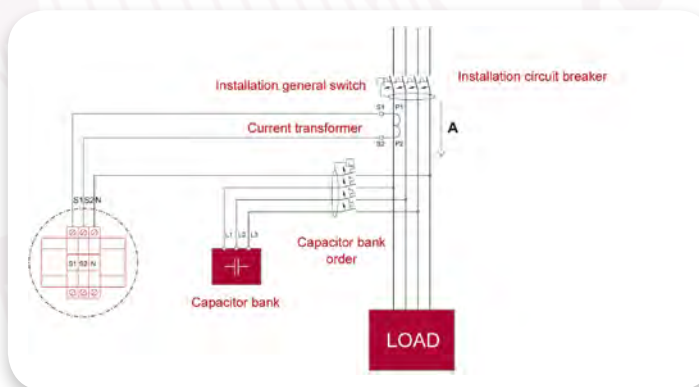 Installation general switch
Installation circuit breaker
S1 P1
Current transformer
A
S2 P2
S1 S2 N
L1 L2 L3
S1 S2 N
Capacitor bank
order
Capacitor bank
LOAD